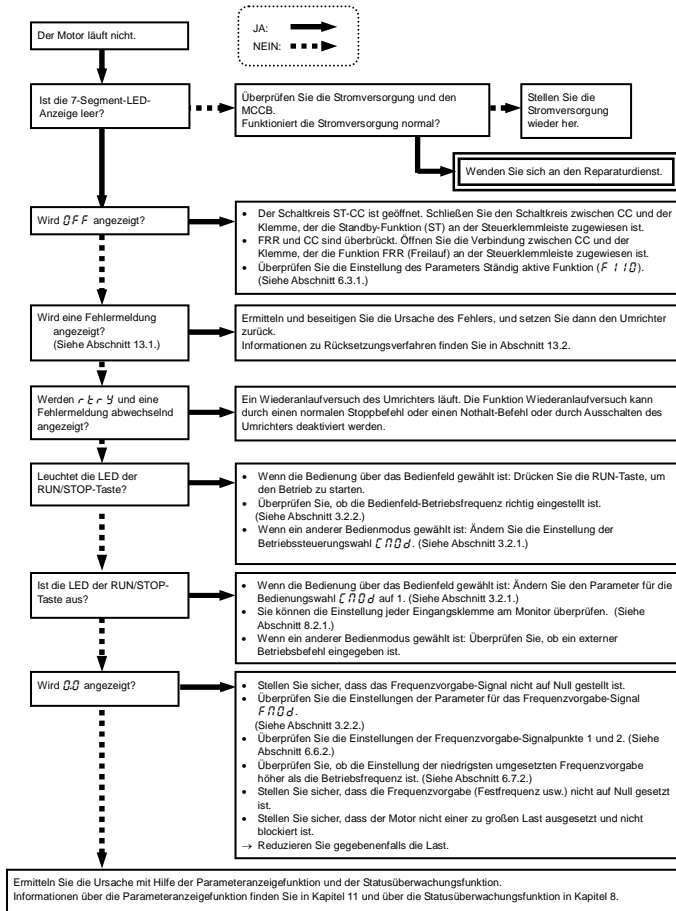 Der Motor läuft nicht.
JA:
NEIN:
Ist die 7-Segment-LED-
Anzeige leer?
Überprüfen Sie die Stromversorgung und den
MCCB.
Funktioniert die Stromversorgung normal?
Stellen Sie die
Stromversorgung
wieder her.
Wenden Sie sich an den Reparaturdienst.
Wird OFF angezeigt?
• Der Schaltkreis ST-CC ist geöffnet. Schließen Sie den Schaltkreis zwischen CC und der
Klemme, der die Standby-Funktion (ST) an der Steuerklemmleiste zugewiesen ist.
• FRR und CC sind überbrückt. Öffnen Sie die Verbindung zwischen CC und der
Klemme, der die Funktion FRR (Freilauf) an der Steuerklemmleiste zugewiesen ist.
• Überprüfen Sie die Einstellung des Parameters Ständig aktive Funktion (F110).
(Siehe Abschnitt 6.3.1.)
Wird eine Fehlermeldung
angezeigt?
(Siehe Abschnitt 13.1.)
Ermitteln und beseitigen Sie die Ursache des Fehlers, und setzen Sie dann den Umrichter
zurück.
Informationen zu Rücksetzungsverfahren finden Sie in Abschnitt 13.2.
Werden rtry und eine
Fehlermeldung abwechselnd
angezeigt?
Ein Wiederanlaufversuch des Umrichters läuft. Die Funktion Wiederanlaufversuch kann
durch einen normalen Stoppbefehl oder einen Nothalt-Befehl oder durch Ausschalten des
Umrichters deaktiviert werden.
Leuchtet die LED der
RUN/STOP-Taste?
• Wenn die Bedienung über das Bedienfeld gewählt ist: Drücken Sie die RUN-Taste, um
den Betrieb zu starten.
• Überprüfen Sie, ob die Bedienfeld-Betriebsfrequenz richtig eingestellt ist.
(Siehe Abschnitt 3.2.2.)
• Wenn ein anderer Bedienmodus gewählt ist: Ändern Sie die Einstellung der
Betriebssteuerungswahl CMOd. (Siehe Abschnitt 3.2.1.)
Ist die LED der RUN/STOP-
Taste aus?
• Wenn die Bedienung über das Bedienfeld gewählt ist: Ändern Sie den Parameter für die
Bedienungswahl CMOd auf 1. (Siehe Abschnitt 3.2.1.)
• Sie können die Einstellung jeder Eingangsklemme am Monitor überprüfen. (Siehe
Abschnitt 8.2.1.)
• Wenn ein anderer Bedienmodus gewählt ist: Überprüfen Sie, ob ein externer
Betriebsbefehl eingegeben ist.
Wird 0.0 angezeigt?
• Stellen Sie sicher, dass das Frequenzvorgabe-Signal nicht auf Null gestellt ist.
• Überprüfen Sie die Einstellungen der Parameter für das Frequenzvorgabe-Signal
FMOd.
(Siehe Abschnitt 3.2.2.)
• Überprüfen Sie die Einstellungen der Frequenzvorgabe-Signalpunkte 1 und 2. (Siehe
Abschnitt 6.6.2.)
• Überprüfen Sie, ob die Einstellung der niedrigsten umgesetzten Frequenzvorgabe
höher als die Betriebsfrequenz ist. (Siehe Abschnitt 6.7.2.)
• Stellen Sie sicher, dass die Frequenzvorgabe (Festfrequenz usw.) nicht auf Null gesetzt
ist.
• Stellen Sie sicher, dass der Motor nicht einer zu großen Last ausgesetzt und nicht
blockiert ist.
→ Reduzieren Sie gegebenenfalls die Last.
Ermitteln Sie die Ursache mit Hilfe der Parameteranzeigefunktion und der Statusüberwachungsfunktion.
Informationen über die Parameteranzeigefunktion finden Sie in Kapitel 11 und über die Statusüberwachungsfunktion in Kapitel 8.